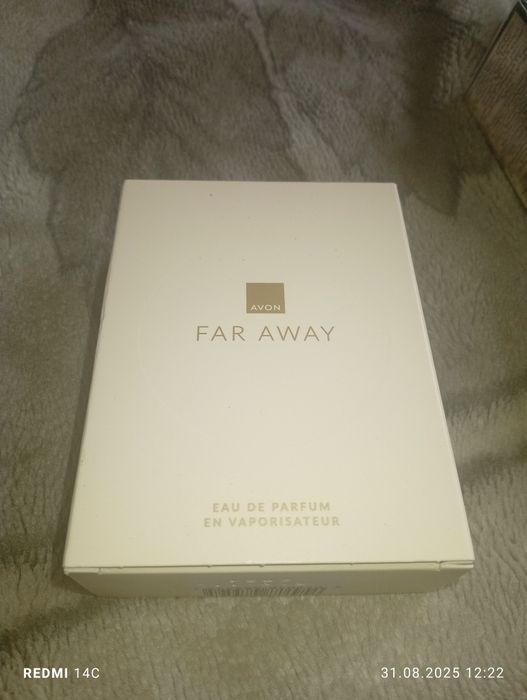 AVON
FAR AWAY
EAU DE PARFUM
EN VAPORISATEUR
REDMI 14C
31.08.2025 12:22